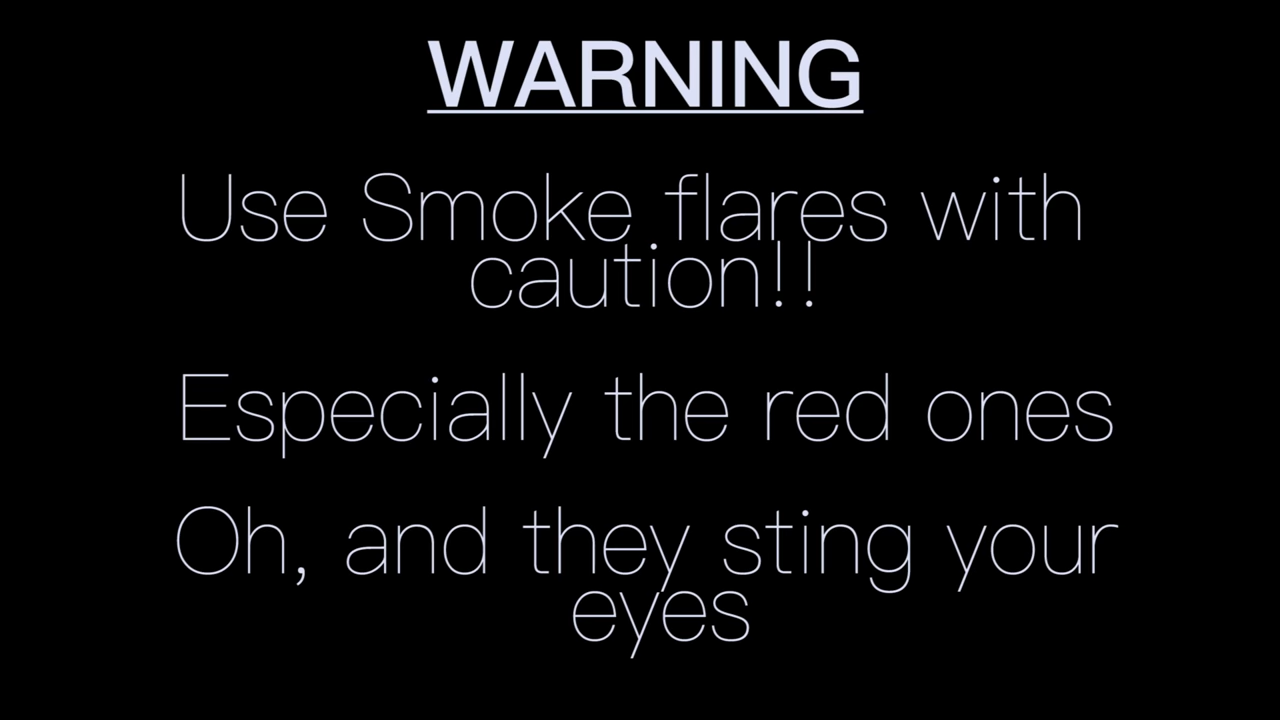 WARNING
Use Smoke flares with
caution!!
Especially the red ones
Oh, and they sting your
eyes